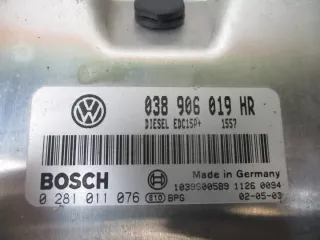 038 906 019 HR
DIESEL EDC15P+ 1557
BOSCH
Made in Germany
1039S00589 1126 0094
0 281 011 076 E10 BPG 02-05-03